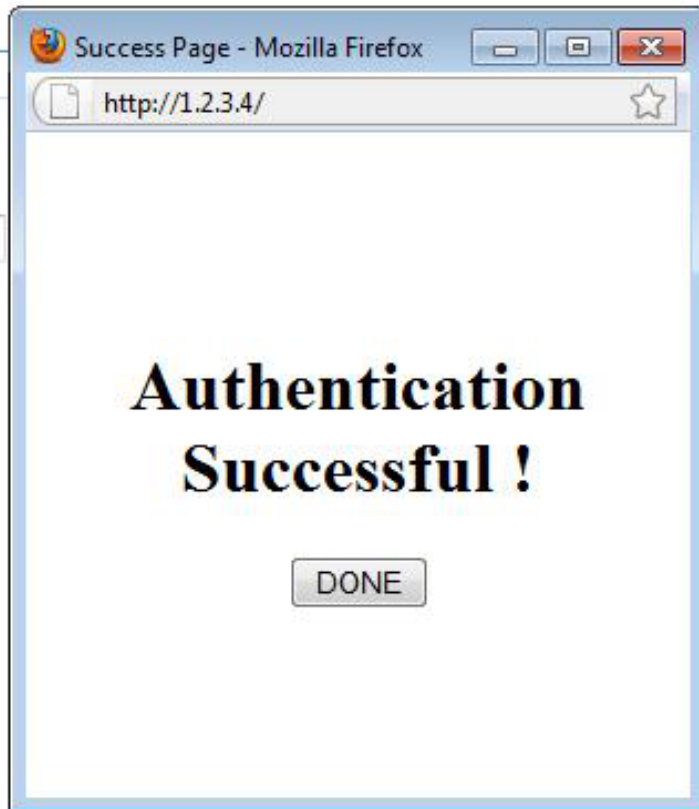 Success Page - Mozilla Firefox
http://1.2.3.4/
Authentication
Successful !
DONE